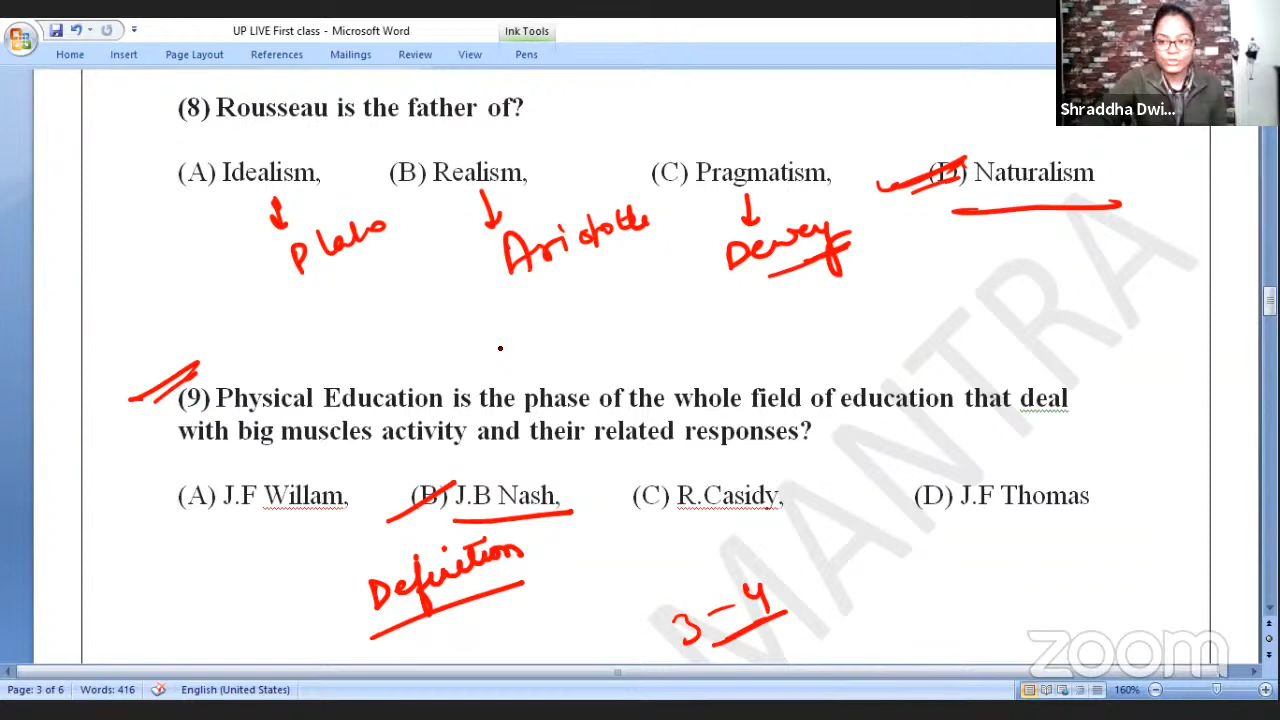 UP LIVE First class - Microsoft Word
Ink Tools
Home Insert Page Layout References Mailings Review View Pens
Shraddha Dwi...
(8) Rousseau is the father of?
(A) Idealism, (B) Realism, (C) Pragmatism, (D) Naturalism
Plato Aristotle Dewey
(9) Physical Education is the phase of the whole field of education that deal
with big muscles activity and their related responses?
(A) J.F Willam, (B) J.B Nash, (C) R.Casidy, (D) J.F Thomas
Definition
3-4
MANTRA
zoom
Page: 3 of 6 Words: 416 English (United States) 160%